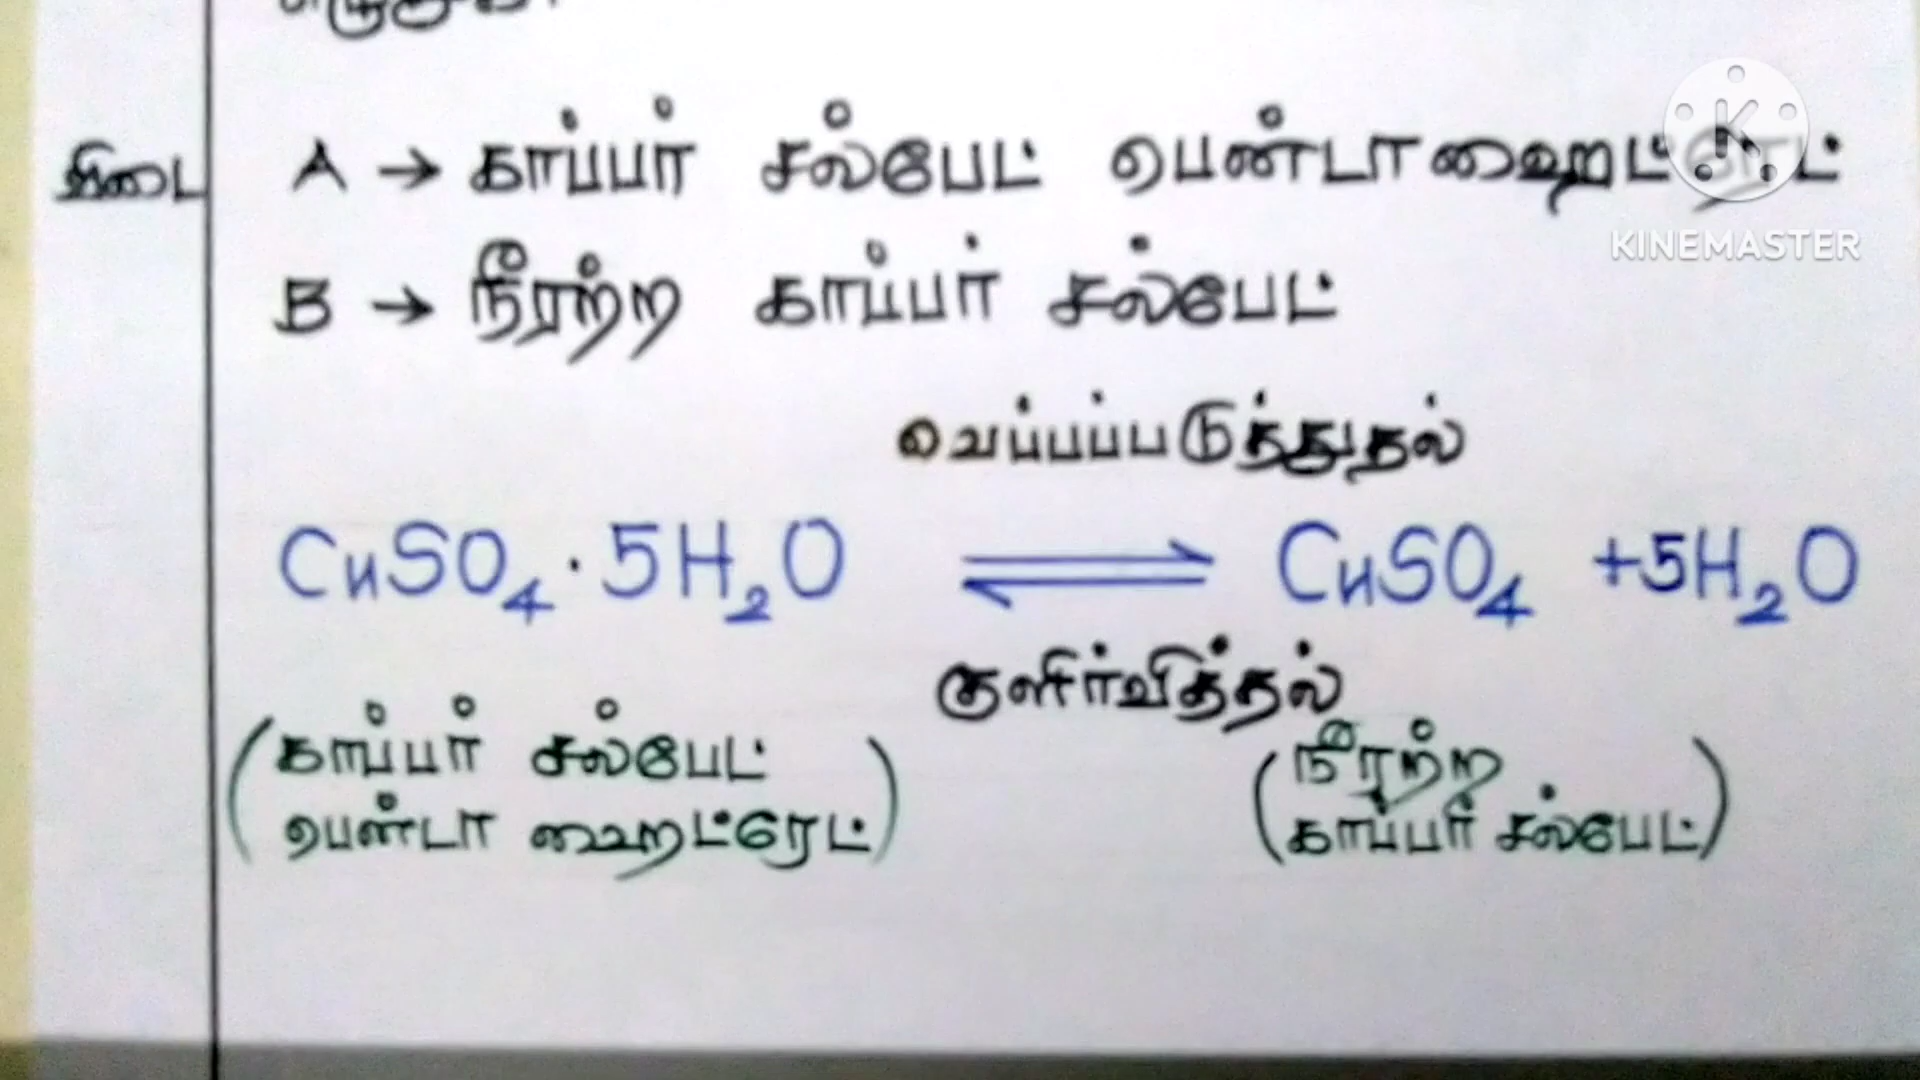 விடை A → காப்பர் சல்பேட் பென்டாஹைட்ரேட்
KINEMASTER
B → நீரற்ற காப்பர் சல்பேட்
வெப்பப்படுத்துதல்
CuSO₄ · 5H₂O ⇌ CuSO₄ + 5H₂O
குளிர்வித்தல்
(காப்பர் சல்பேட் (நீரற்ற
பென்டா ஹைட்ரேட்) காப்பர் சல்பேட்)